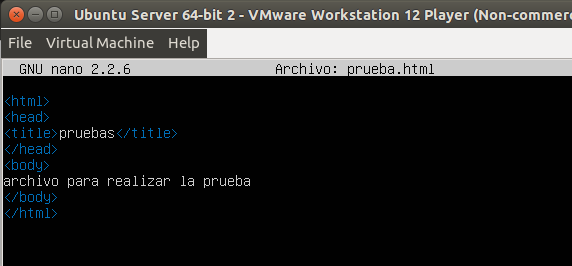 Ubuntu Server 64-bit 2 - VMware Workstation 12 Player (Non-commerc
File Virtual Machine Help
GNU nano 2.2.6 Archivo: prueba.html
<html>
<head>
<title>pruebas</title>
</head>
<body>
archivo para realizar la prueba
</body>
</html>